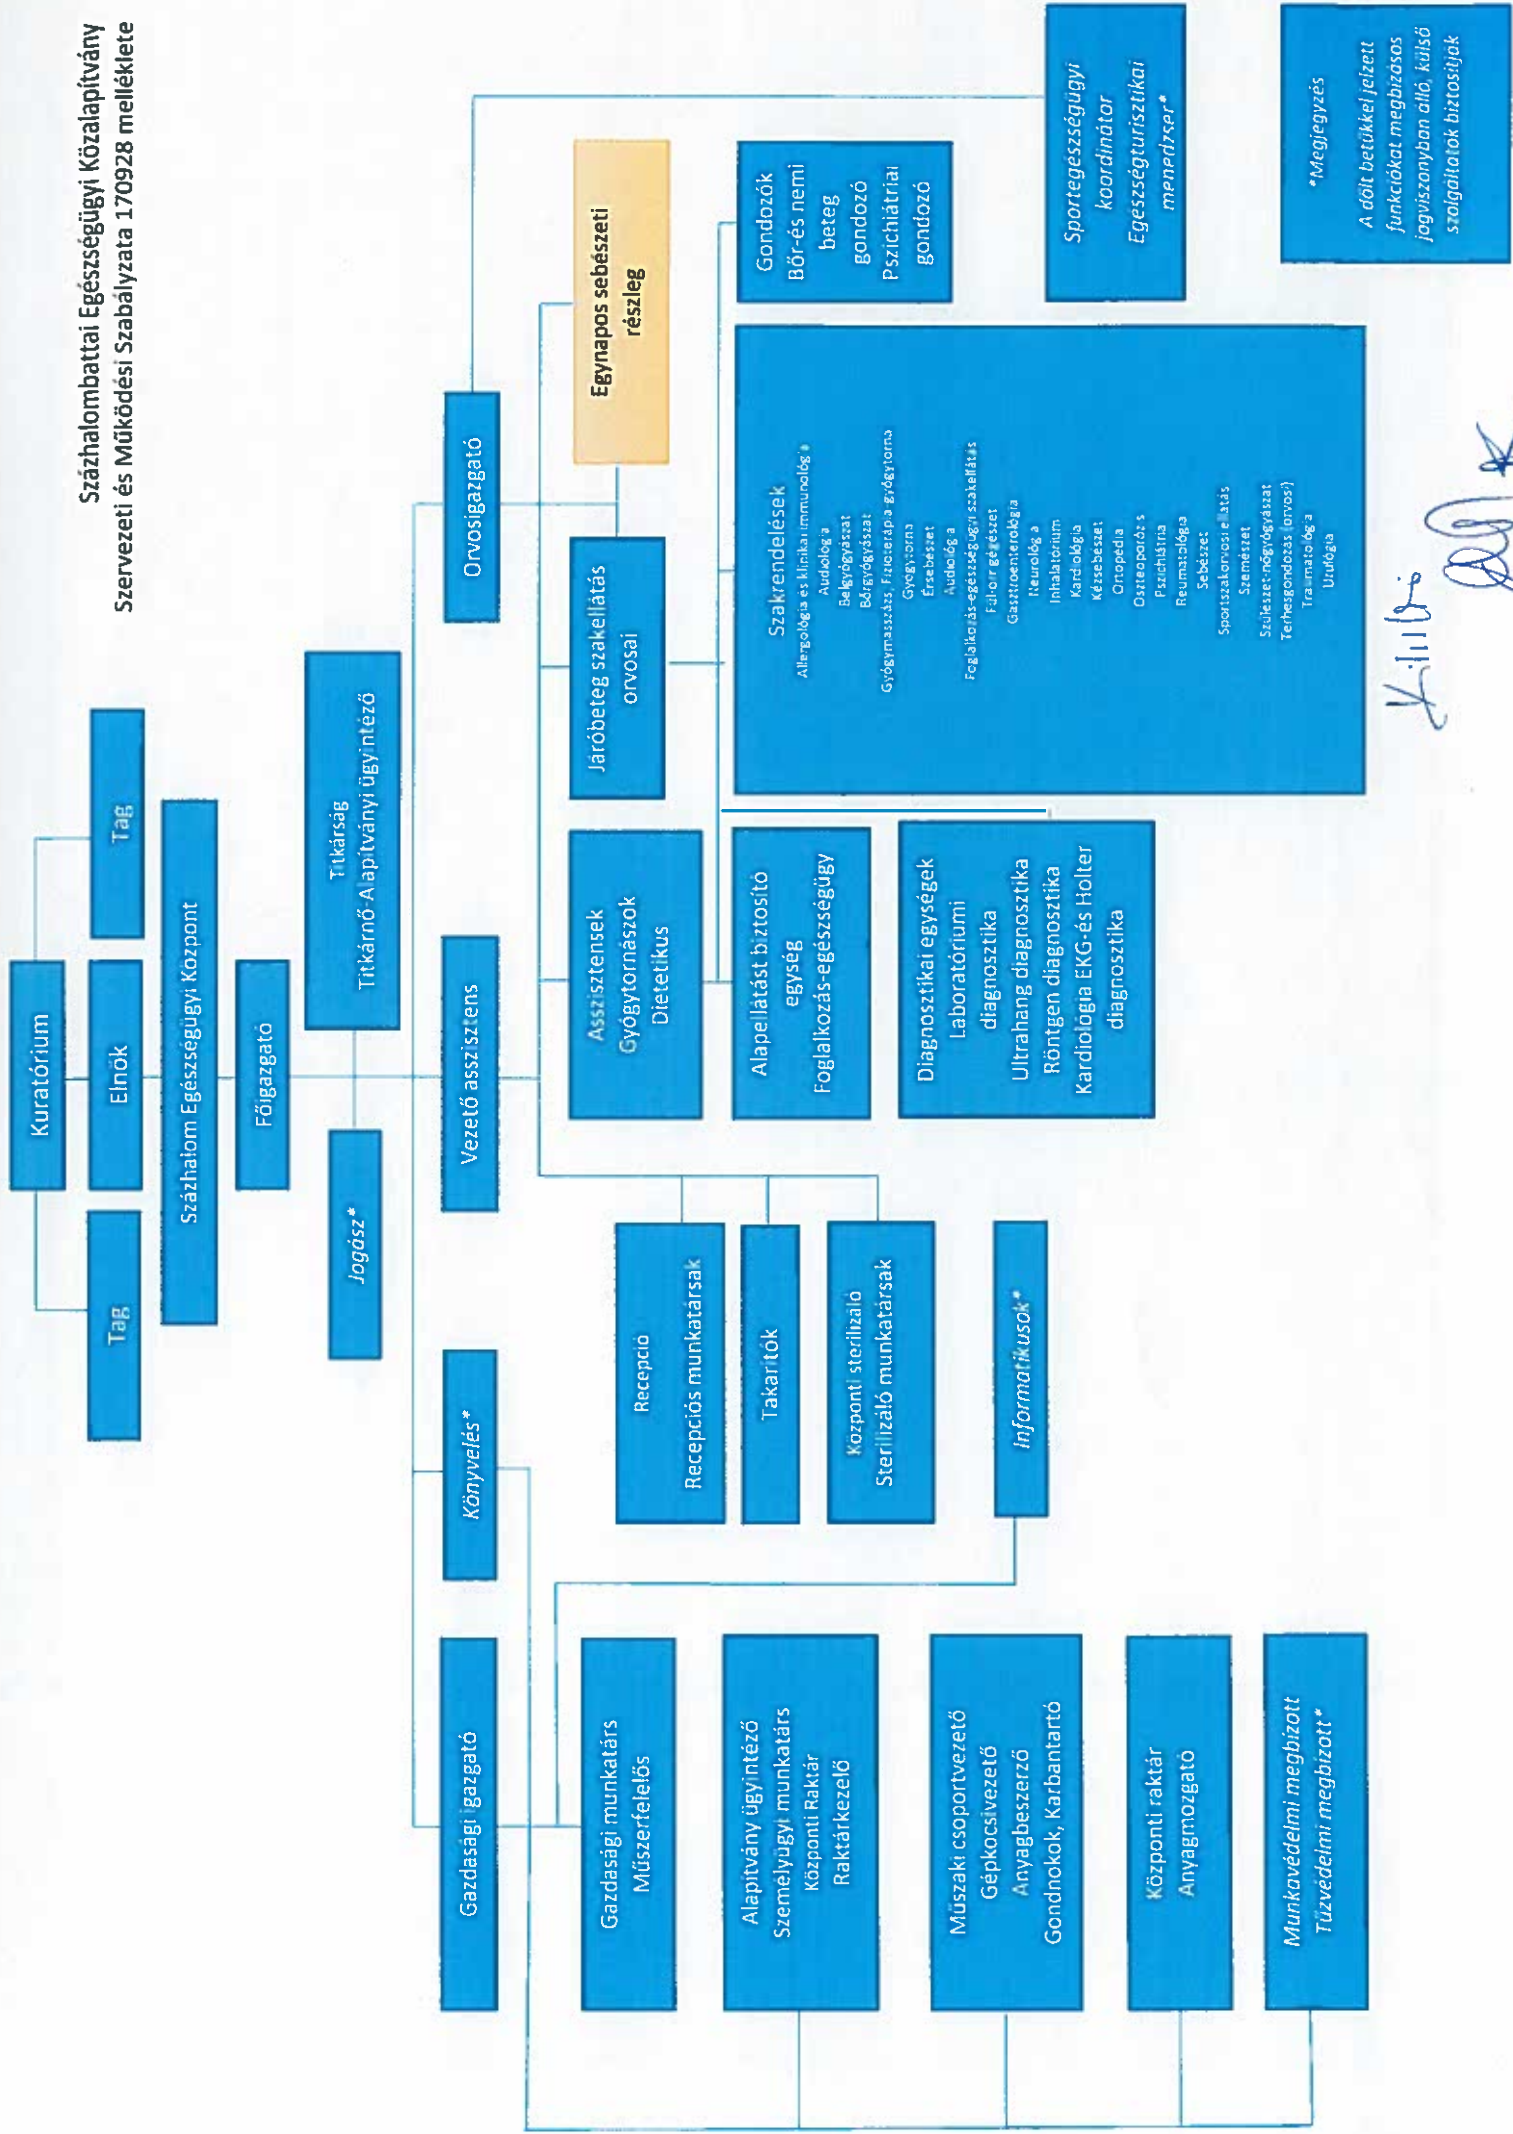 Százhalombattai Egészségügyi Közalapítvány
Szervezeti és Működési Szabályzata 170928 melléklete
Kuratórium
Tag
Elnök
Tag
Százhalom Egészségügyi Központ
Főigazgató
Jogász*
Titkárság
Titkárnő-Alapítványi ügyintéző
Gazdasági igazgató
Könyvelés*
Vezető asszisztens
Orvosigazgató
Gazdasági munkatárs
Műszerfelelős
Alapítvány ügyintéző
Személyügyi munkatárs
Központi Raktár
Raktárkezelő
Műszaki csoportvezető
Gépkocsivezető
Anyagbeszerző
Gondnokok, Karbantartó
Központi raktár
Anyagmozgató
Munkavédelmi megbízott
Tűzvédelmi megbízott*
Recepció
Recepciós munkatársak
Takarítók
Központi sterilizáló
Sterilizáló munkatársak
Informatikusok*
Asszisztensek
Gyógytornászok
Dietetikus
Járóbeteg szakellátás
orvosai
Egynapos sebészeti
részleg
Alapellátást biztosító
egység
Foglalkozás-egészségügy
Diagnosztikai egységek
Laboratóriumi
diagnosztika
Ultrahang diagnosztika
Röntgen diagnosztika
Kardiológia EKG-és Holter
diagnosztika
Szakrendelések
Allergológia és klinikai immunológia
Audiológia
Belgyógyászat
Bőrgyógyászat
Gyógymasszázs, Fizioterápia gyógytorna
Gyógytorna
Érsebészet
Audiológia
Foglalkozás-egészségügyi szakellátás
Fül-orr gégészet
Gasztroenterológia
Neurológia
Inhalatórium
Kardiológia
Kézsebészet
Ortopédia
Oszteoporózis
Pszichiátria
Reumatológia
Sebészet
Sportszakorvosi ellátás
Szemészet
Szülészet-nőgyógyászat
Terhesgondozás (orvosi)
Traumatológia
Urológia
Gondozók
Bőr-és nemi
beteg
gondozó
Pszichiátriai
gondozó
Sportegészségügyi
koordinátor
Egészségturisztikai
menedzser*
*Megjegyzés
A dőlt betűkkel jelzett
funkciókat megbízásos
jogviszonyban álló, külső
szolgáltatók biztosítják